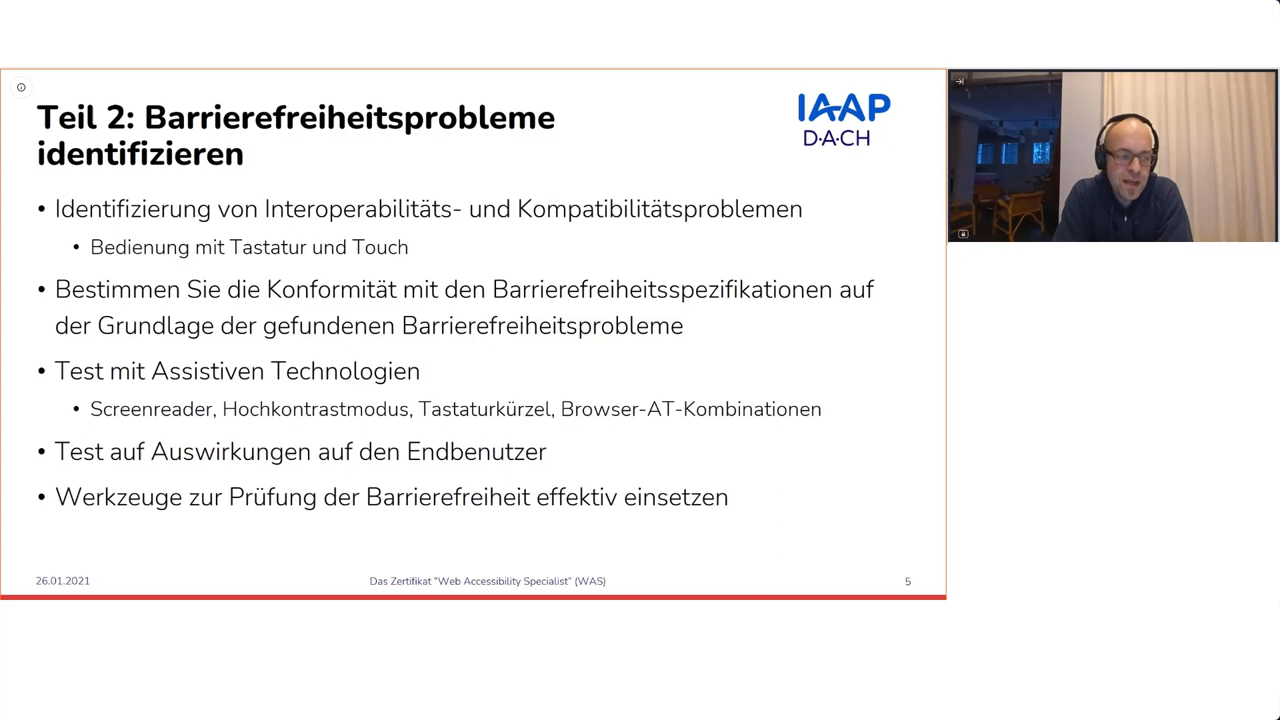 Teil 2: Barrierefreiheitsprobleme
identifizieren
IAAP
D·A·CH
• Identifizierung von Interoperabilitäts- und Kompatibilitätsproblemen
• Bedienung mit Tastatur und Touch
• Bestimmen Sie die Konformität mit den Barrierefreiheitsspezifikationen auf
der Grundlage der gefundenen Barrierefreiheitsprobleme
• Test mit Assistiven Technologien
• Screenreader, Hochkontrastmodus, Tastaturkürzel, Browser-AT-Kombinationen
• Test auf Auswirkungen auf den Endbenutzer
• Werkzeuge zur Prüfung der Barrierefreiheit effektiv einsetzen
26.01.2021
Das Zertifikat "Web Accessibility Specialist" (WAS)
5